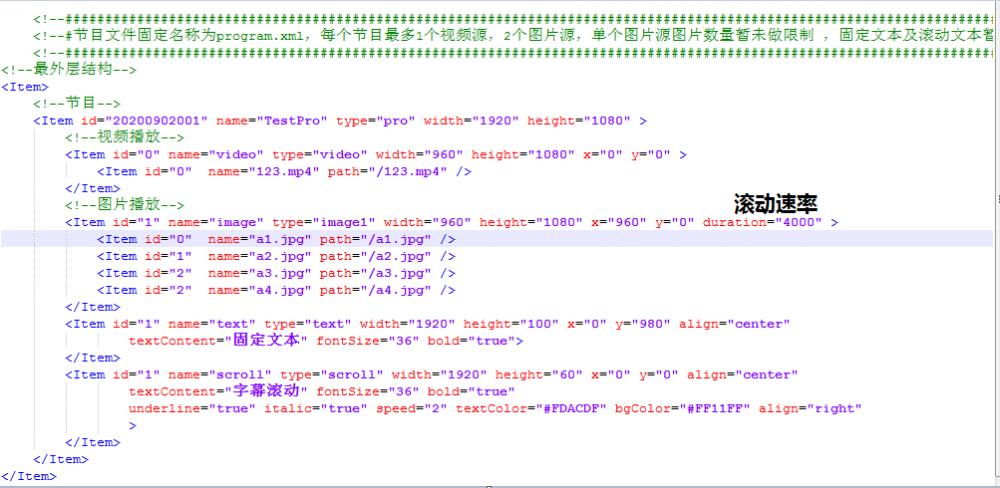 <!--####################################################################################################################
<!--#节目文件固定名称为program.xml，每个节目最多1个视频源，2个图片源，单个图片源图片数量暂未做限制 ，固定文本及滚动文本暂
<!--####################################################################################################################
<!--最外层结构-->
<Item>
<!--节目-->
<Item id="20200902001" name="TestPro" type="pro" width="1920" height="1080" >
<!--视频播放-->
<Item id="0" name="video" type="video" width="960" height="1080" x="0" y="0" >
<Item id="0"  name="123.mp4" path="/123.mp4" />
</Item>
<!--图片播放-->
滚动速率
<Item id="1" name="image" type="image1" width="960" height="1080" x="960" y="0" duration="4000" >
<Item id="0"  name="a1.jpg" path="/a1.jpg" />
<Item id="1"  name="a2.jpg" path="/a2.jpg" />
<Item id="2"  name="a3.jpg" path="/a3.jpg" />
<Item id="2"  name="a4.jpg" path="/a4.jpg" />
</Item>
<Item id="1" name="text" type="text" width="1920" height="100" x="0" y="980" align="center"
textContent="固定文本" fontSize="36" bold="true">
</Item>
<Item id="1" name="scroll" type="scroll" width="1920" height="60" x="0" y="0" align="center"
textContent="字幕滚动" fontSize="36" bold="true"
underline="true" italic="true" speed="2" textColor="#FDACDF" bgColor="#FF11FF" align="right"
>
</Item>
</Item>
</Item>